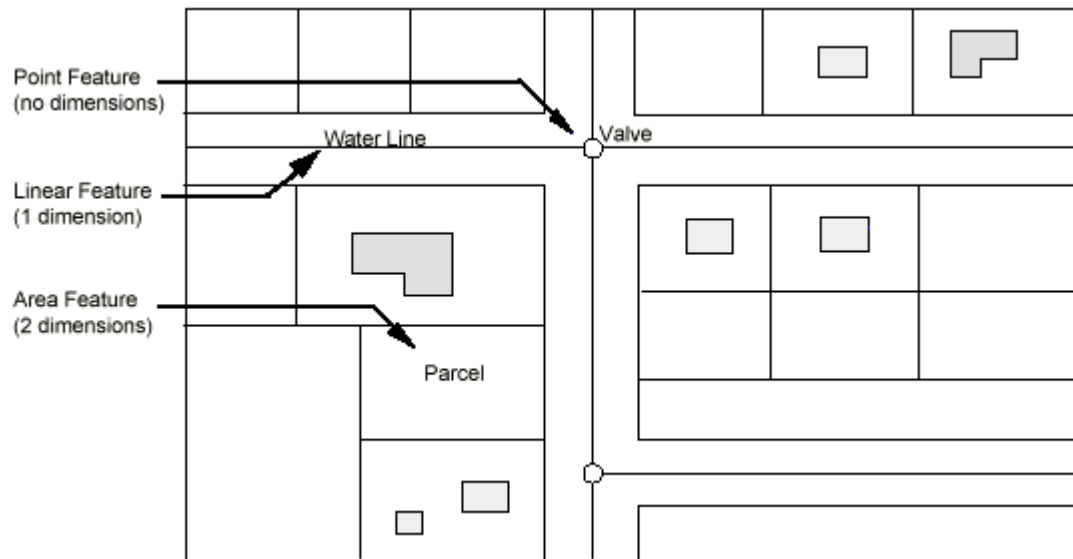 Point Feature
(no dimensions)
Valve
Water Line
Linear Feature
(1 dimension)
Area Feature
(2 dimensions)
Parcel